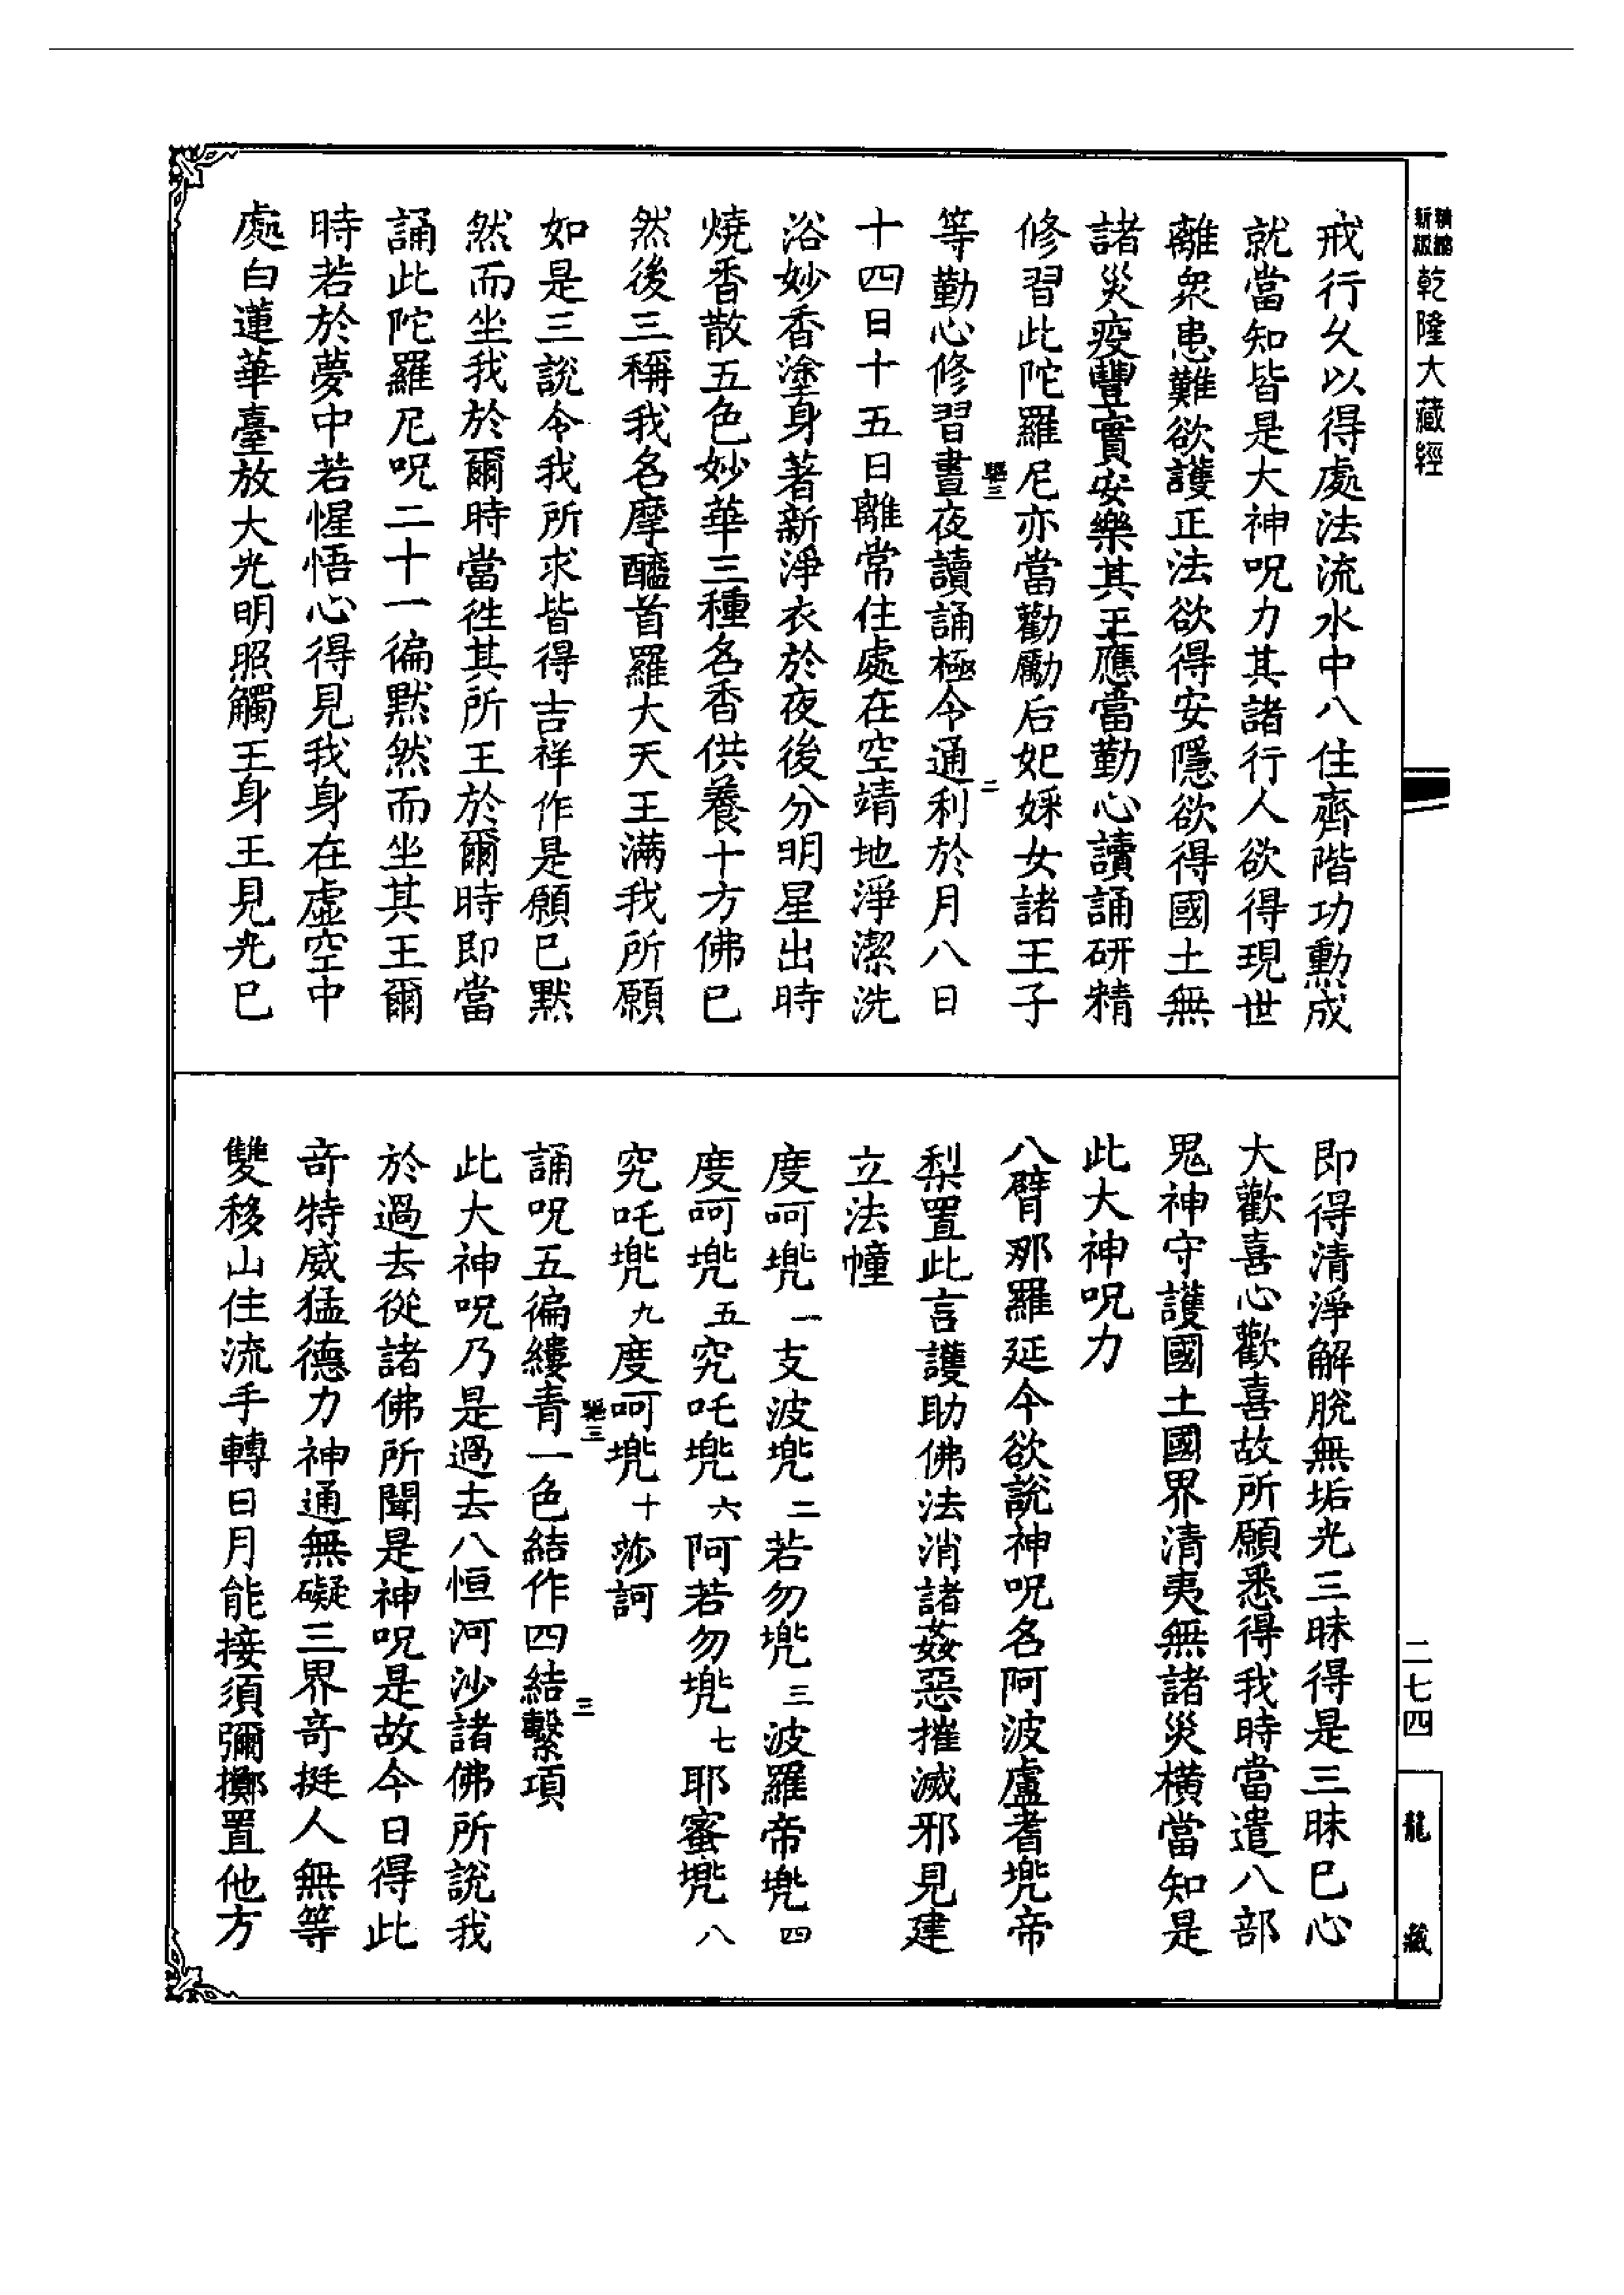 精縮新版乾隆大藏經
戒行久以得處法流水中八住齊階功勳成
就當知皆是大神呪力其諸行人欲得現世
離衆患難欲護正法欲得安隱欲得國土無
諸災疫豐實安樂其王應當勤心讀誦研精
修習此陀羅尼亦當勸勵后妃婇女諸王子
等勤心修習晝夜讀誦極令通利於月八日
十四日十五日離常住處在空靖地淨潔洗
浴妙香塗身著新淨衣於夜後分明星出時
燒香散五色妙華三種名香供養十方佛已
然後三稱我名摩醯首羅大天王滿我所願
如是三說令我所求皆得吉祥作是願已默
然而坐我於爾時當徃其所王於爾時即當
誦此陀羅尼呪二十一徧默然而坐其王爾
時若於夢中若惺悟心得見我身在虛空中
處白蓮華臺放大光明照觸王身王見光已
即得清淨解脫無垢光三昧得是三昧已心
大歡喜心歡喜故所願悉得我時當遣八部
鬼神守護國土國界清夷無諸災橫當知是
此大神呪力
八臂那羅延今欲說神呪名阿波盧耆兠帝
梨置此言護助佛法消諸姦惡摧滅邪見建
立法幢
度呵兠一支波兠二若勿兠三波羅帝兠四
度呵兠五究吒兠六阿若勿兠七耶蜜兠八
究吒兠九度呵兠十莎訶
誦呪五徧縷青一色結作四結繫項
此大神呪乃是過去八恒河沙諸佛所說我
於過去從諸佛所聞是神呪是故今日得此
奇特威猛德力神通無礙三界奇挺人無等
雙移山住流手轉日月能接須彌擲置他方
二七四
龍藏